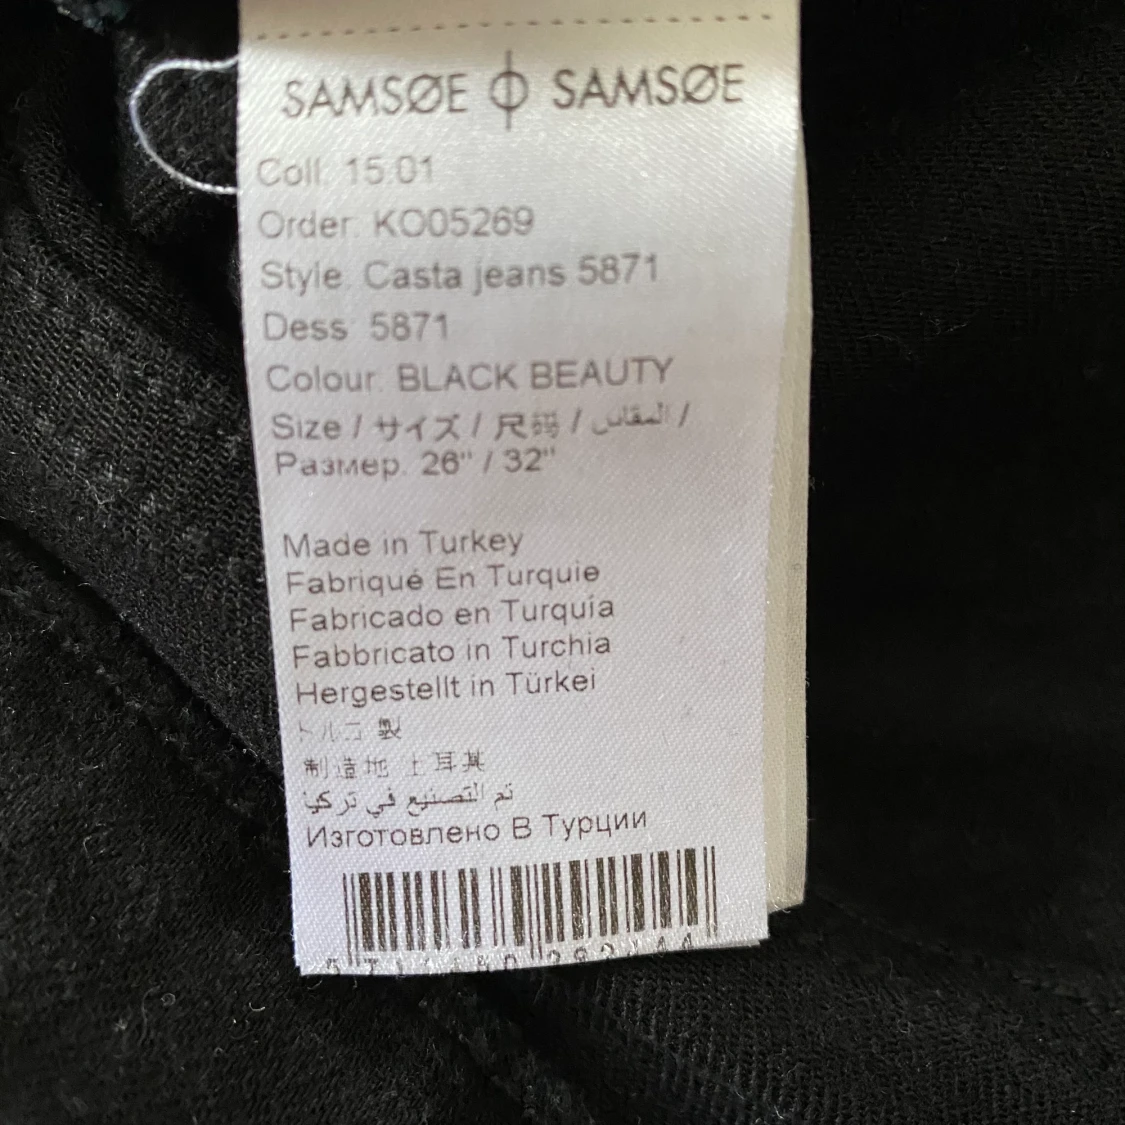 SAMSØE SAMSØE
Coll. 15.01
Order: KO05269
Style: Casta jeans 5871
Dess: 5871
Colour: BLACK BEAUTY
Size / サイズ / 尺码 / المقاس /
Размер: 26" / 32"
Made in Turkey
Fabriqué En Turquie
Fabricado en Turquía
Fabbricato in Turchia
Hergestellt in Türkei
トルコ 製
制造地 土耳其
تم التصنيع في تركيا
Изготовлено В Турции